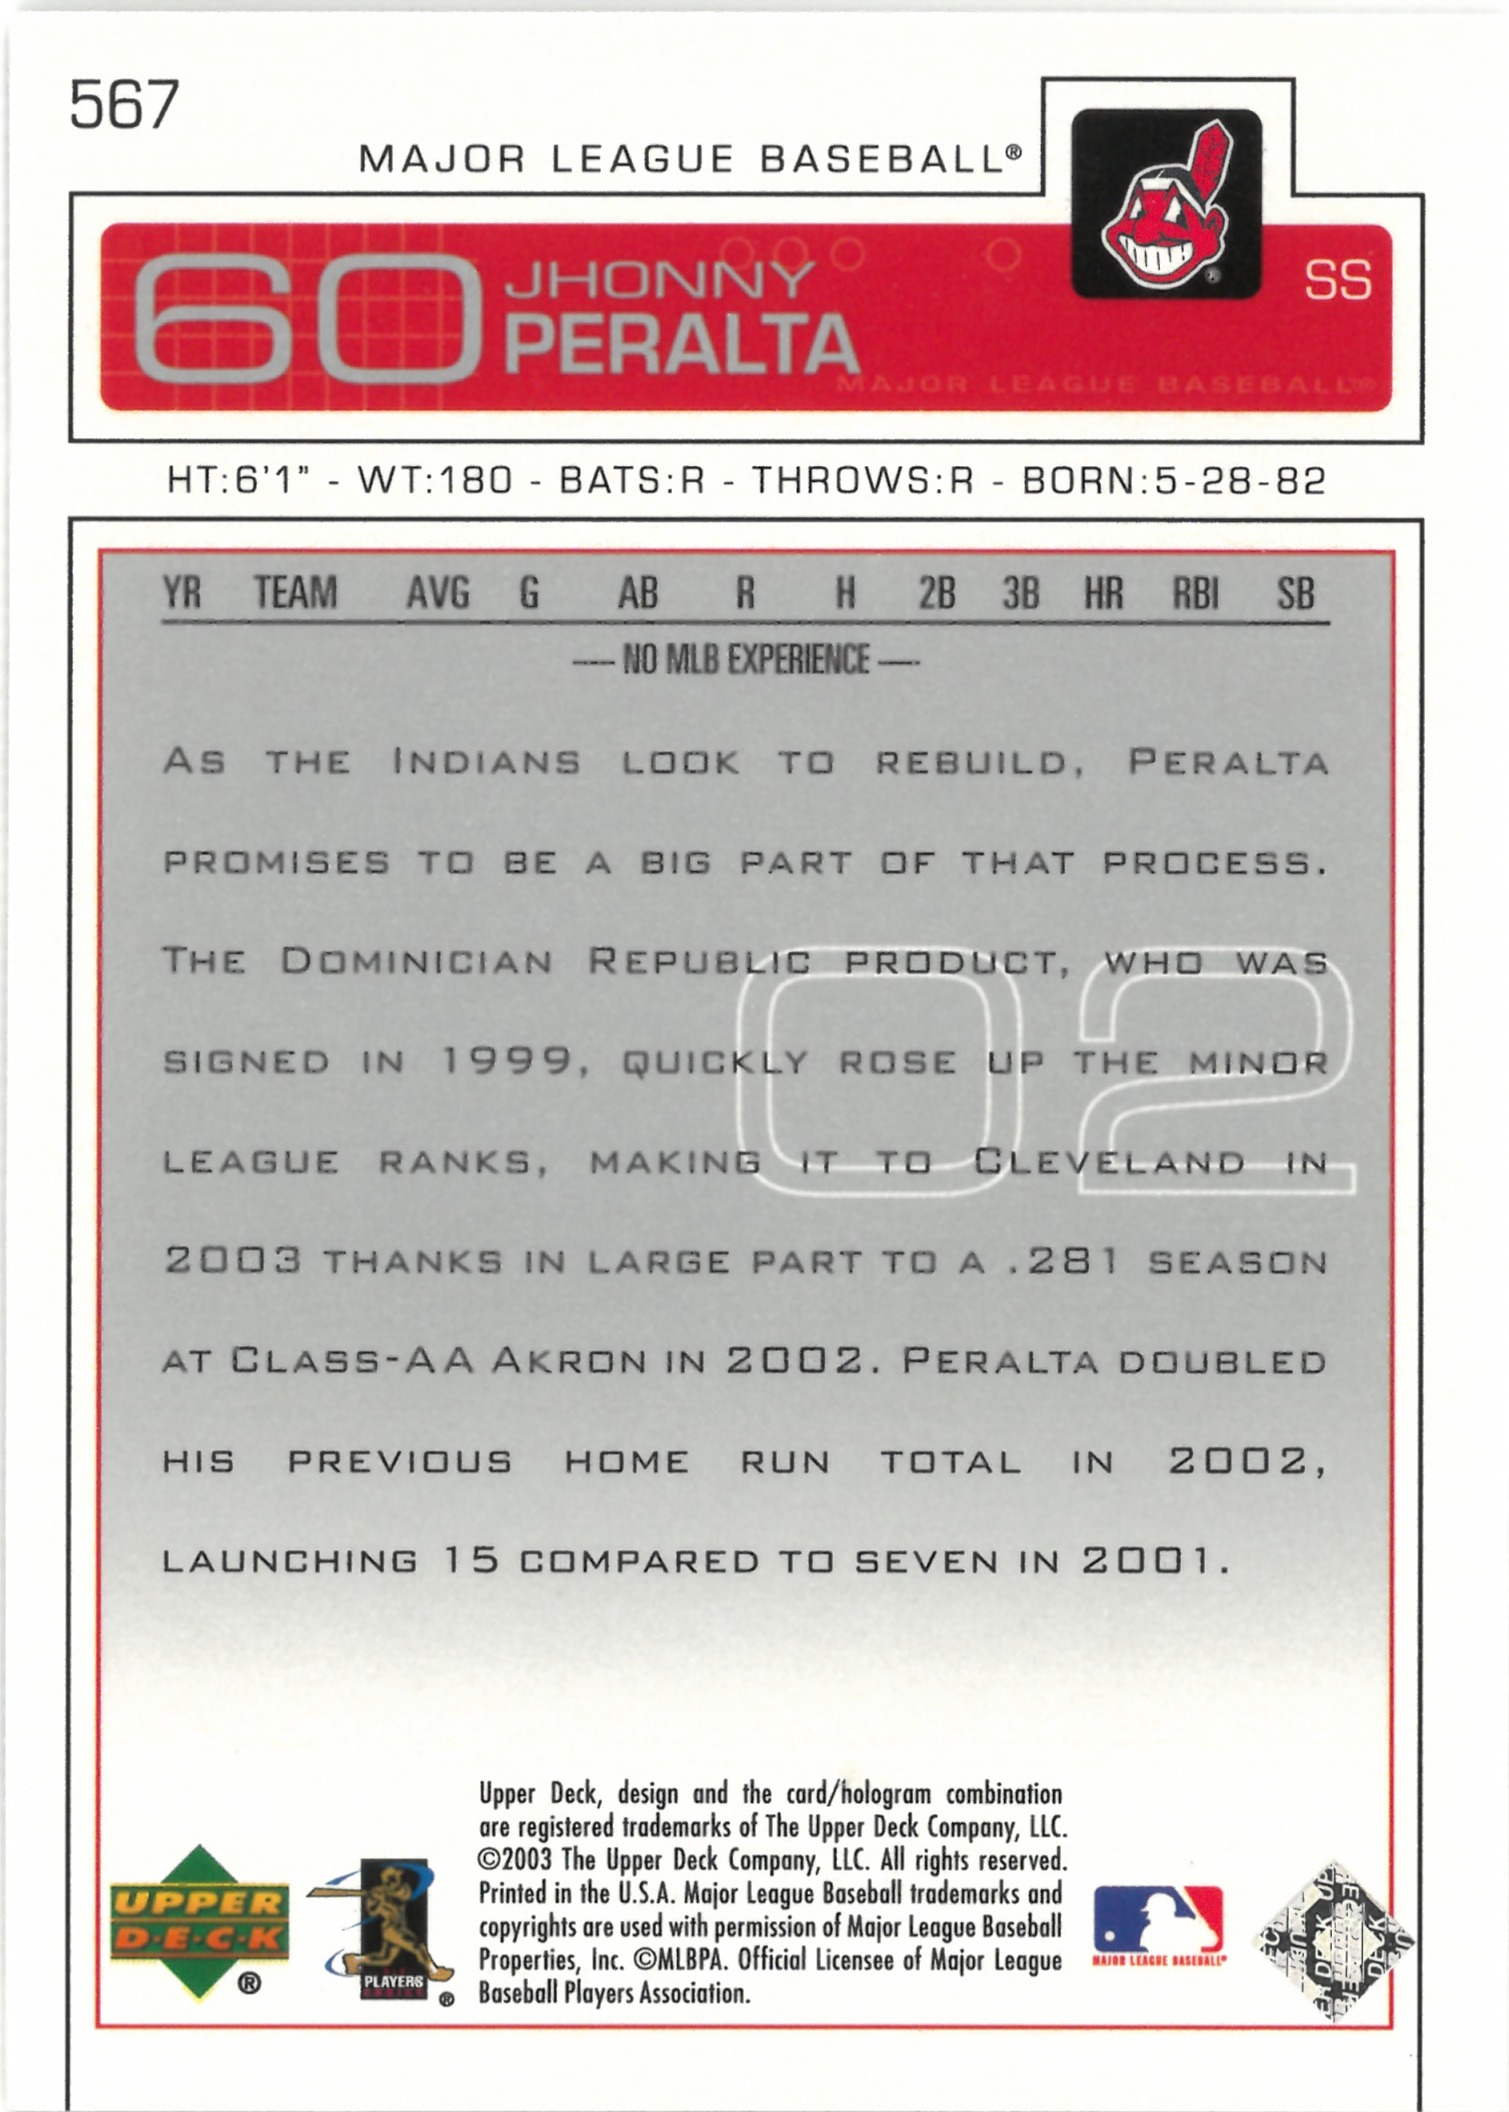 567
MAJOR LEAGUE BASEBALL®
60 JHONNY
PERALTA
SS
MAJOR LEAGUE BASEBALL®
HT:6'1" - WT:180 - BATS:R - THROWS:R - BORN:5-28-82
YR TEAM AVG G AB R H 2B 3B HR RBI SB
— NO MLB EXPERIENCE —
AS THE INDIANS LOOK TO REBUILD, PERALTA
PROMISES TO BE A BIG PART OF THAT PROCESS.
THE DOMINICIAN REPUBLIC PRODUCT, WHO WAS
SIGNED IN 1999, QUICKLY ROSE UP THE MINOR
LEAGUE RANKS, MAKING IT TO CLEVELAND IN
2003 THANKS IN LARGE PART TO A .281 SEASON
AT CLASS-AA AKRON IN 2002. PERALTA DOUBLED
HIS PREVIOUS HOME RUN TOTAL IN 2002,
LAUNCHING 15 COMPARED TO SEVEN IN 2001.
02
Upper Deck, design and the card/hologram combination
are registered trademarks of The Upper Deck Company, LLC.
©2003 The Upper Deck Company, LLC. All rights reserved.
Printed in the U.S.A. Major League Baseball trademarks and
copyrights are used with permission of Major League Baseball
Properties, Inc. ©MLBPA. Official Licensee of Major League
Baseball Players Association.
UPPER
D·E·C·K
®
PLAYERS
®
MAJOR LEAGUE BASEBALL®